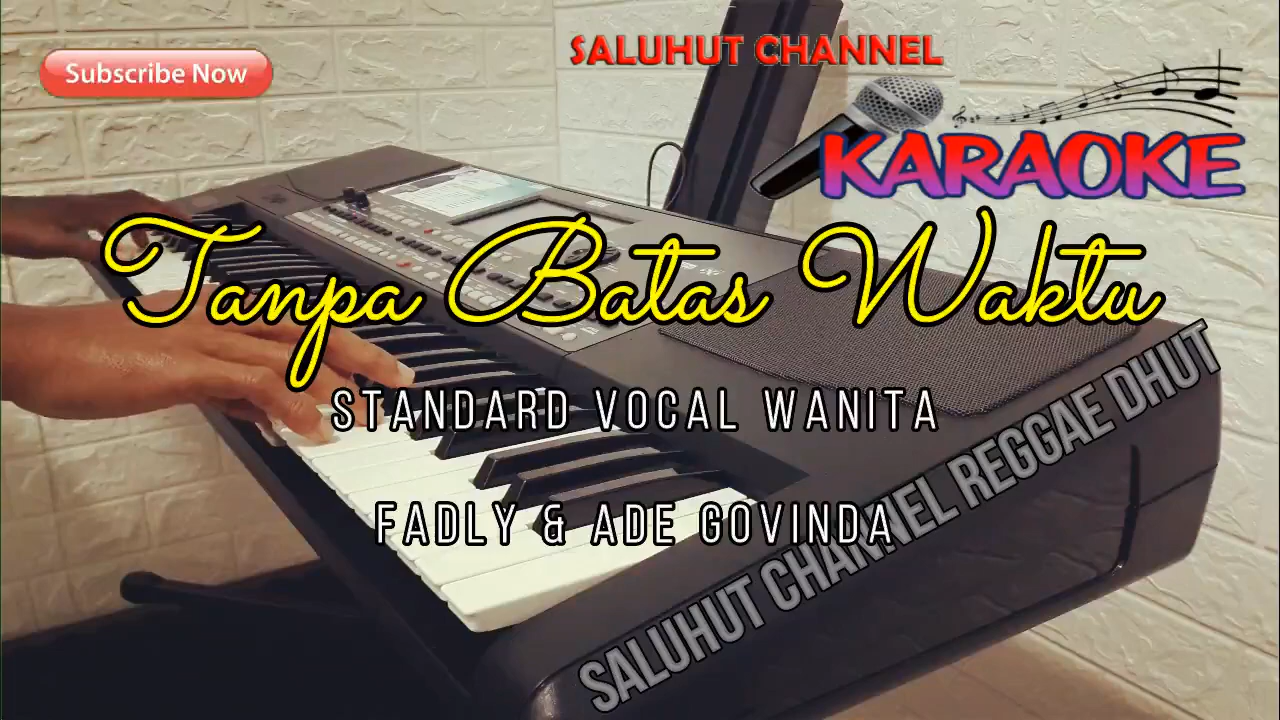 Subscribe Now
SALUHUT CHANNEL
KARAOKE
Tanpa Batas Waktu
STANDARD VOCAL WANITA
FADLY & ADE GOVINDA
SALUHUT CHANNEL REGGAE DHUT